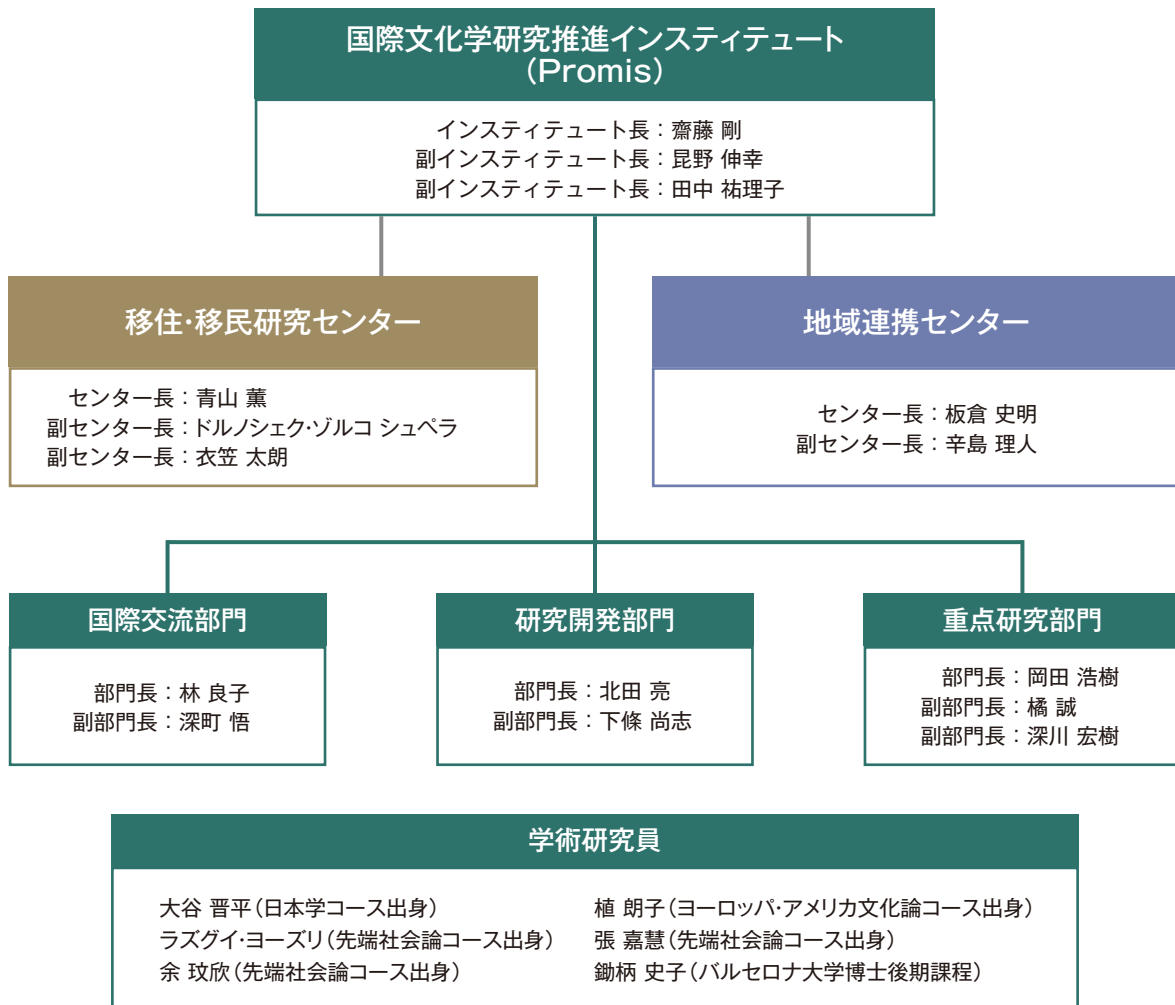 国際文化学研究推進インスティテュート
（Promis）
インスティテュート長：齋藤 剛
副インスティテュート長：昆野 伸幸
副インスティテュート長：田中 祐理子
移住・移民研究センター
センター長：青山 薫
副センター長：ドルノシェク・ゾルコ シュペラ
副センター長：衣笠 太朗
地域連携センター
センター長：板倉 史明
副センター長：辛島 理人
国際交流部門
部門長：林 良子
副部門長：深町 悟
研究開発部門
部門長：北田 亮
副部門長：下條 尚志
重点研究部門
部門長：岡田 浩樹
副部門長：橘 誠
副部門長：深川 宏樹
学術研究員
大谷 晋平（日本学コース出身）
ラズグイ・ヨーズリ（先端社会論コース出身）
余 玟欣（先端社会論コース出身）
植 朗子（ヨーロッパ・アメリカ文化論コース出身）
張 嘉慧（先端社会論コース出身）
鋤柄 史子（バルセロナ大学博士後期課程）